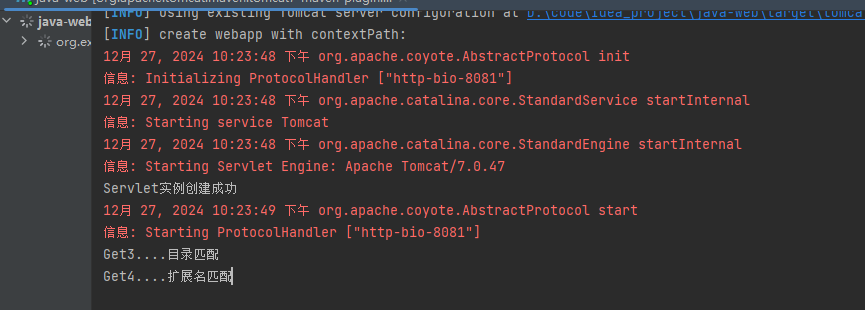 java-web [org.apache.tomcat.maven:tomcat7-maven-plugin:...
java-web
org.ex
[INFO] Using existing Tomcat server configuration at D:\code\idea_project\java-web\target\tomca
[INFO] create webapp with contextPath:
12月 27, 2024 10:23:48 下午 org.apache.coyote.AbstractProtocol init
信息: Initializing ProtocolHandler ["http-bio-8081"]
12月 27, 2024 10:23:48 下午 org.apache.catalina.core.StandardService startInternal
信息: Starting service Tomcat
12月 27, 2024 10:23:48 下午 org.apache.catalina.core.StandardEngine startInternal
信息: Starting Servlet Engine: Apache Tomcat/7.0.47
Servlet实例创建成功
12月 27, 2024 10:23:49 下午 org.apache.coyote.AbstractProtocol start
信息: Starting ProtocolHandler ["http-bio-8081"]
Get3....目录匹配
Get4....扩展名匹配